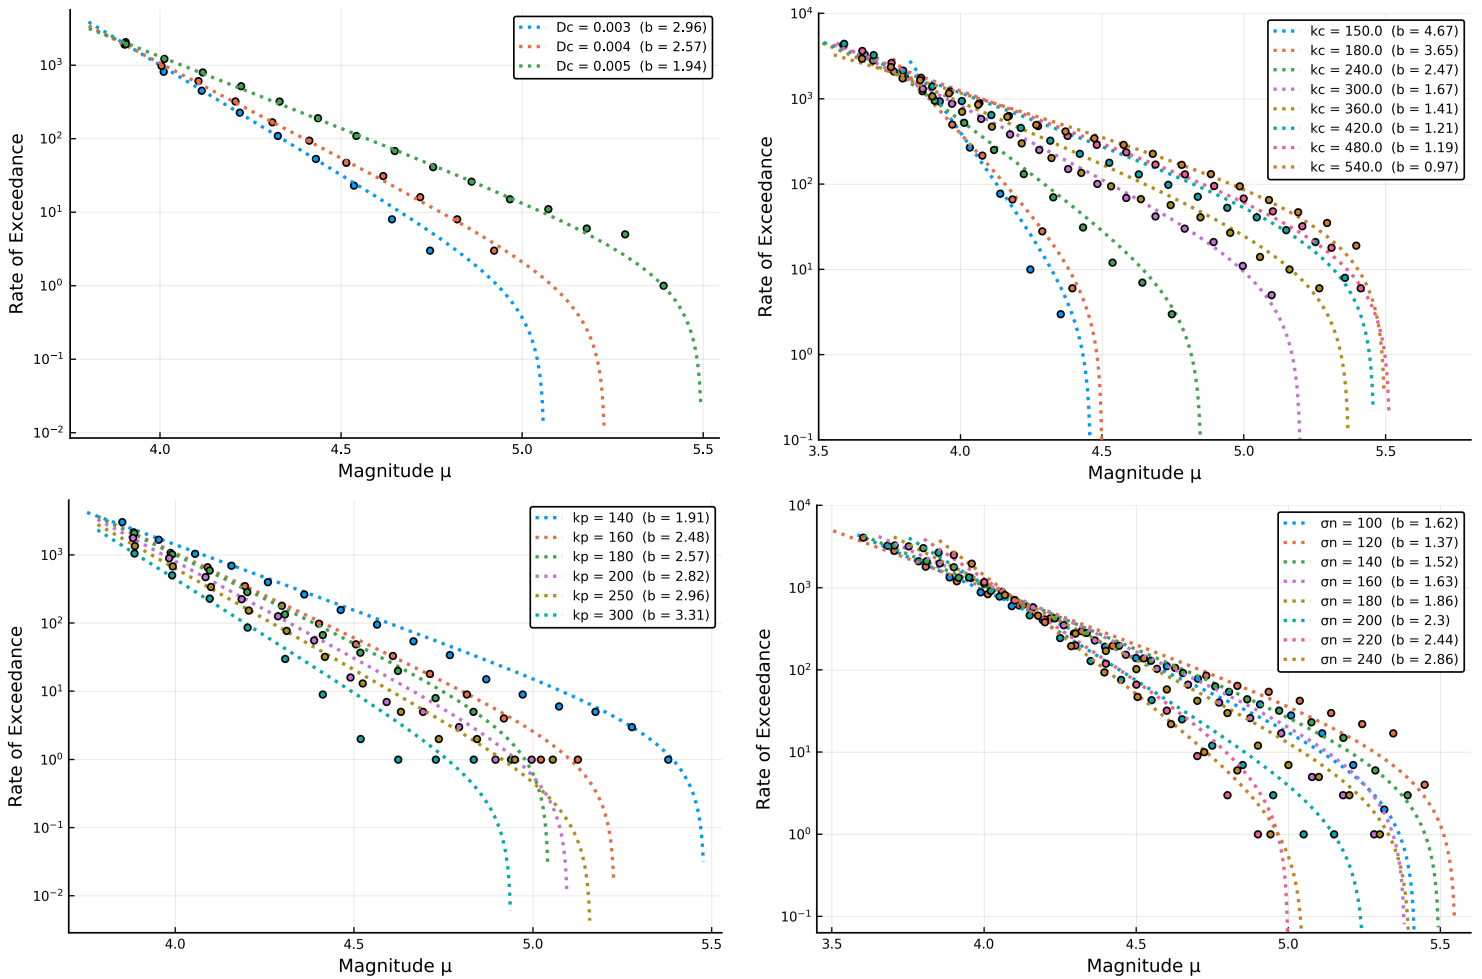 Rate of Exceedance
10³
10²
10¹
10⁰
10⁻¹
10⁻²
4.0 4.5 5.0 5.5
Magnitude μ
Dc = 0.003 (b = 2.96)
Dc = 0.004 (b = 2.57)
Dc = 0.005 (b = 1.94)
Rate of Exceedance
10⁴
10³
10²
10¹
10⁰
10⁻¹
3.5 4.0 4.5 5.0 5.5
Magnitude μ
kc = 150.0 (b = 4.67)
kc = 180.0 (b = 3.65)
kc = 240.0 (b = 2.47)
kc = 300.0 (b = 1.67)
kc = 360.0 (b = 1.41)
kc = 420.0 (b = 1.21)
kc = 480.0 (b = 1.19)
kc = 540.0 (b = 0.97)
Rate of Exceedance
10³
10²
10¹
10⁰
10⁻¹
10⁻²
4.0 4.5 5.0 5.5
Magnitude μ
kp = 140 (b = 1.91)
kp = 160 (b = 2.48)
kp = 180 (b = 2.57)
kp = 200 (b = 2.82)
kp = 250 (b = 2.96)
kp = 300 (b = 3.31)
Rate of Exceedance
10⁴
10³
10²
10¹
10⁰
10⁻¹
3.5 4.0 4.5 5.0 5.5
Magnitude μ
σn = 100 (b = 1.62)
σn = 120 (b = 1.37)
σn = 140 (b = 1.52)
σn = 160 (b = 1.63)
σn = 180 (b = 1.86)
σn = 200 (b = 2.3)
σn = 220 (b = 2.44)
σn = 240 (b = 2.86)